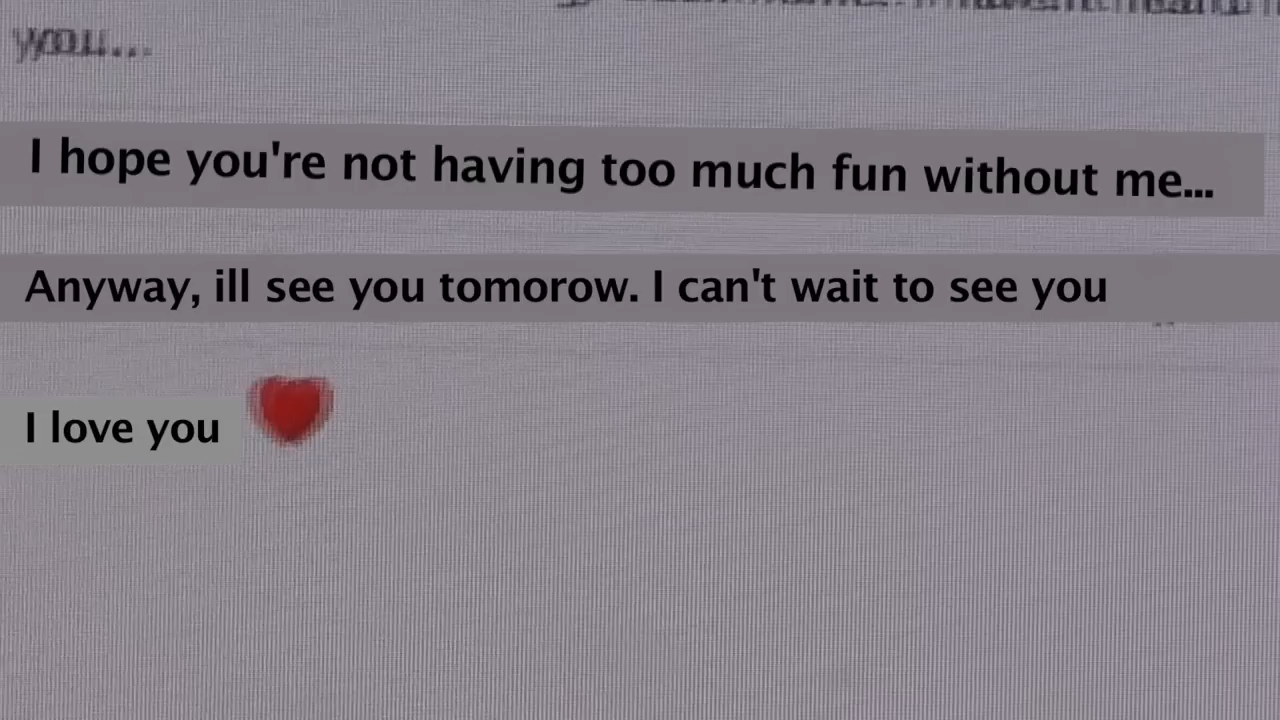 you...
I hope you're not having too much fun without me...
Anyway, ill see you tomorow. I can't wait to see you
I love you ❤️